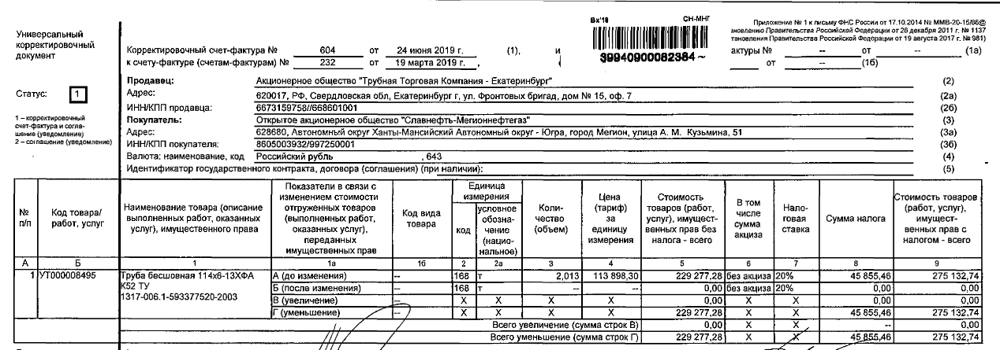 Вх*18 СН-МНГ
Приложение № 1 к письму ФНС России от 17.10.2014 № ММВ-20-15/86@
ановлению Правительства Российской Федерации от 26 декабря 2011 г. № 1137
тановления Правительства Российской Федерации от 19 августа 2017 г. № 981)
39940900082384
Универсальный
корректировочный
документ
Корректировочный счет-фактура № 604 от 24 июня 2019 г. (1), и
актуры № -- от -- (1а)
к счету-фактуре (счетам-фактурам) № 232 от 19 марта 2019 г. ,
от -- (1б)
Статус: 1
1 – корректировочный
счет-фактура и согла-
шение (уведомление)
2 – соглашение (уведомление)
Продавец: Акционерное общество "Трубная Торговая Компания - Екатеринбург" (2)
Адрес: 620017, РФ, Свердловская обл, Екатеринбург г, ул. Фронтовых бригад, дом № 15, оф. 7 (2а)
ИНН/КПП продавца: 6673159758//668601001 (2б)
Покупатель: Открытое акционерное общество "Славнефть-Мегионнефтегаз" (3)
Адрес: 628680, Автономный округ Ханты-Мансийский Автономный округ - Югра, город Мегион, улица А. М. Кузьмина, 51 (3а)
ИНН/КПП покупателя: 8605003932/997250001 (3б)
Валюта: наименование, код Российский рубль , 643 (4)
Идентификатор государственного контракта, договора (соглашения) (при наличии): (5)
№
п/п
Код товара/
работ, услуг
Наименование товара (описание
выполненных работ, оказанных
услуг), имущественного права
Показатели в связи с
изменением стоимости
отгруженных товаров
(выполненных работ,
оказанных услуг),
переданных
имущественных прав
Код вида
товара
Единица
измерения
код
условное
обозна-
чение
(нацио-
нальное)
Коли-
чество
(объем)
Цена
(тариф)
за
единицу
измерения
Стоимость
товаров (работ,
услуг), имущест-
венных прав без
налога - всего
В том
числе
сумма
акциза
Нало-
говая
ставка
Сумма налога
Стоимость товаров
(работ, услуг),
имущест-
венных прав с
налогом - всего
А Б 1 1а 1б 2 2а 3 4 5 6 7 8 9
1 УТ000008495 Труба бесшовная 114х6-13ХФА А (до изменения) -- 168 т 2,013 113 898,30 229 277,28 без акциза 20% 45 855,46 275 132,74
К52 ТУ Б (после изменения) -- 168 т -- -- 0,00 без акциза 20% 0,00 0,00
1317-006.1-593377520-2003 В (увеличение) -- Х Х Х Х 0,00 Х Х 0,00 0,00
Г (уменьшение) -- Х Х Х Х 229 277,28 Х Х 45 855,46 275 132,74
Всего увеличение (сумма строк В) 0,00 Х Х -- 0,00
Всего уменьшение (сумма строк Г) 229 277,28 Х Х 45 855,46 275 132,74